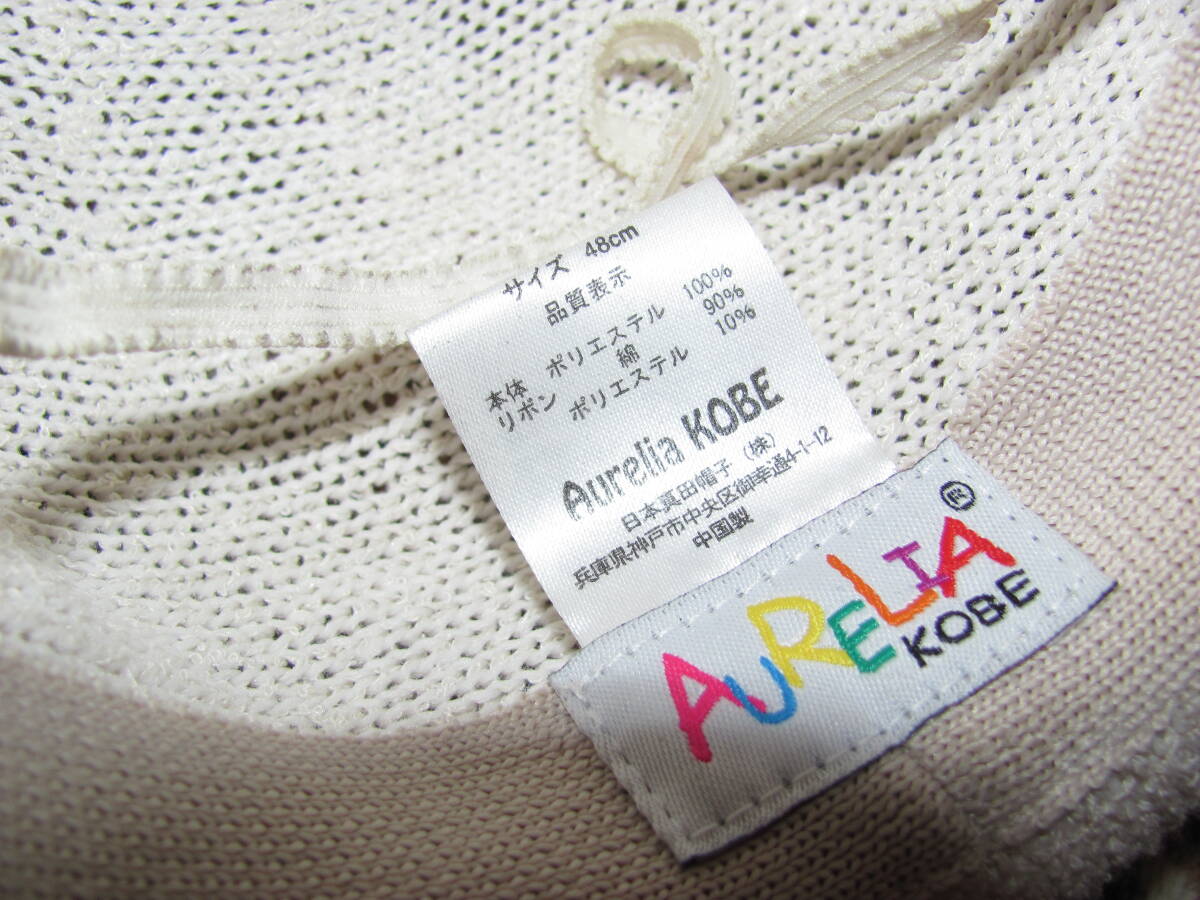 サイズ 48cm
品質表示
本体 ポリエステル 100%
リボン 綿 90%
ポリエステル 10%
Aurelia KOBE
日本真田帽子(株)
兵庫県神戸市中央区御幸通4-1-12
中国製
AURELIA®
KOBE